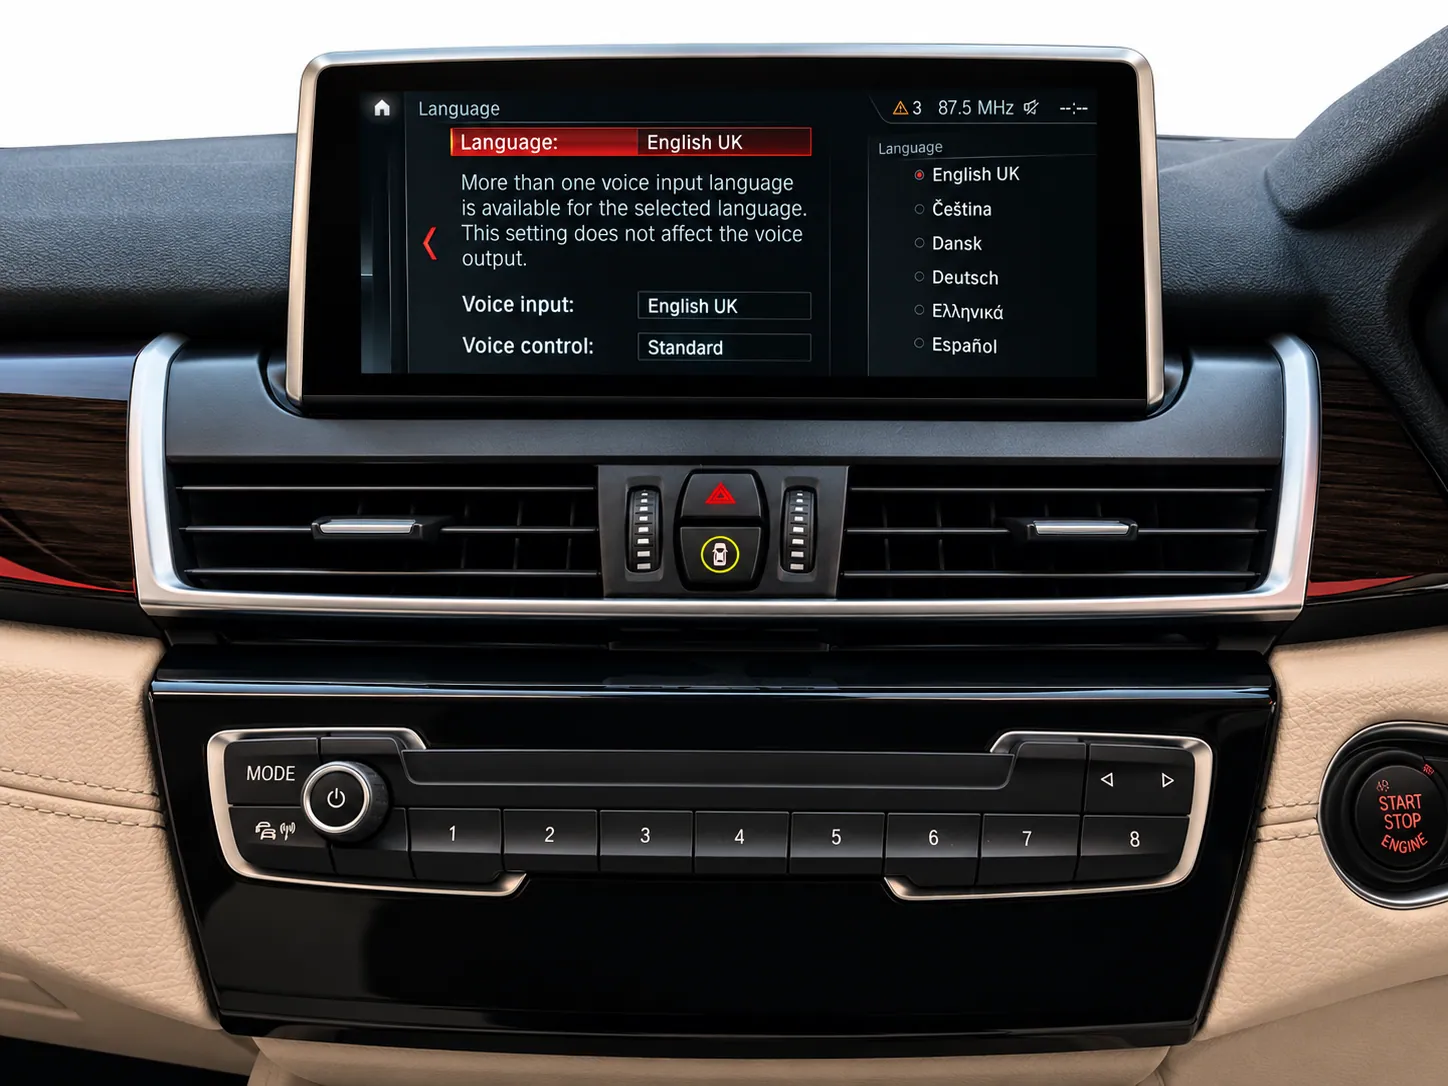 Language
3 87.5 MHz --:--
Language: English UK
More than one voice input language
is available for the selected language.
This setting does not affect the voice
output.
Voice input: English UK
Voice control: Standard
Language
English UK
Čeština
Dansk
Deutsch
Ελληνικά
Español
MODE
1 2 3 4 5 6 7 8
START
STOP
ENGINE